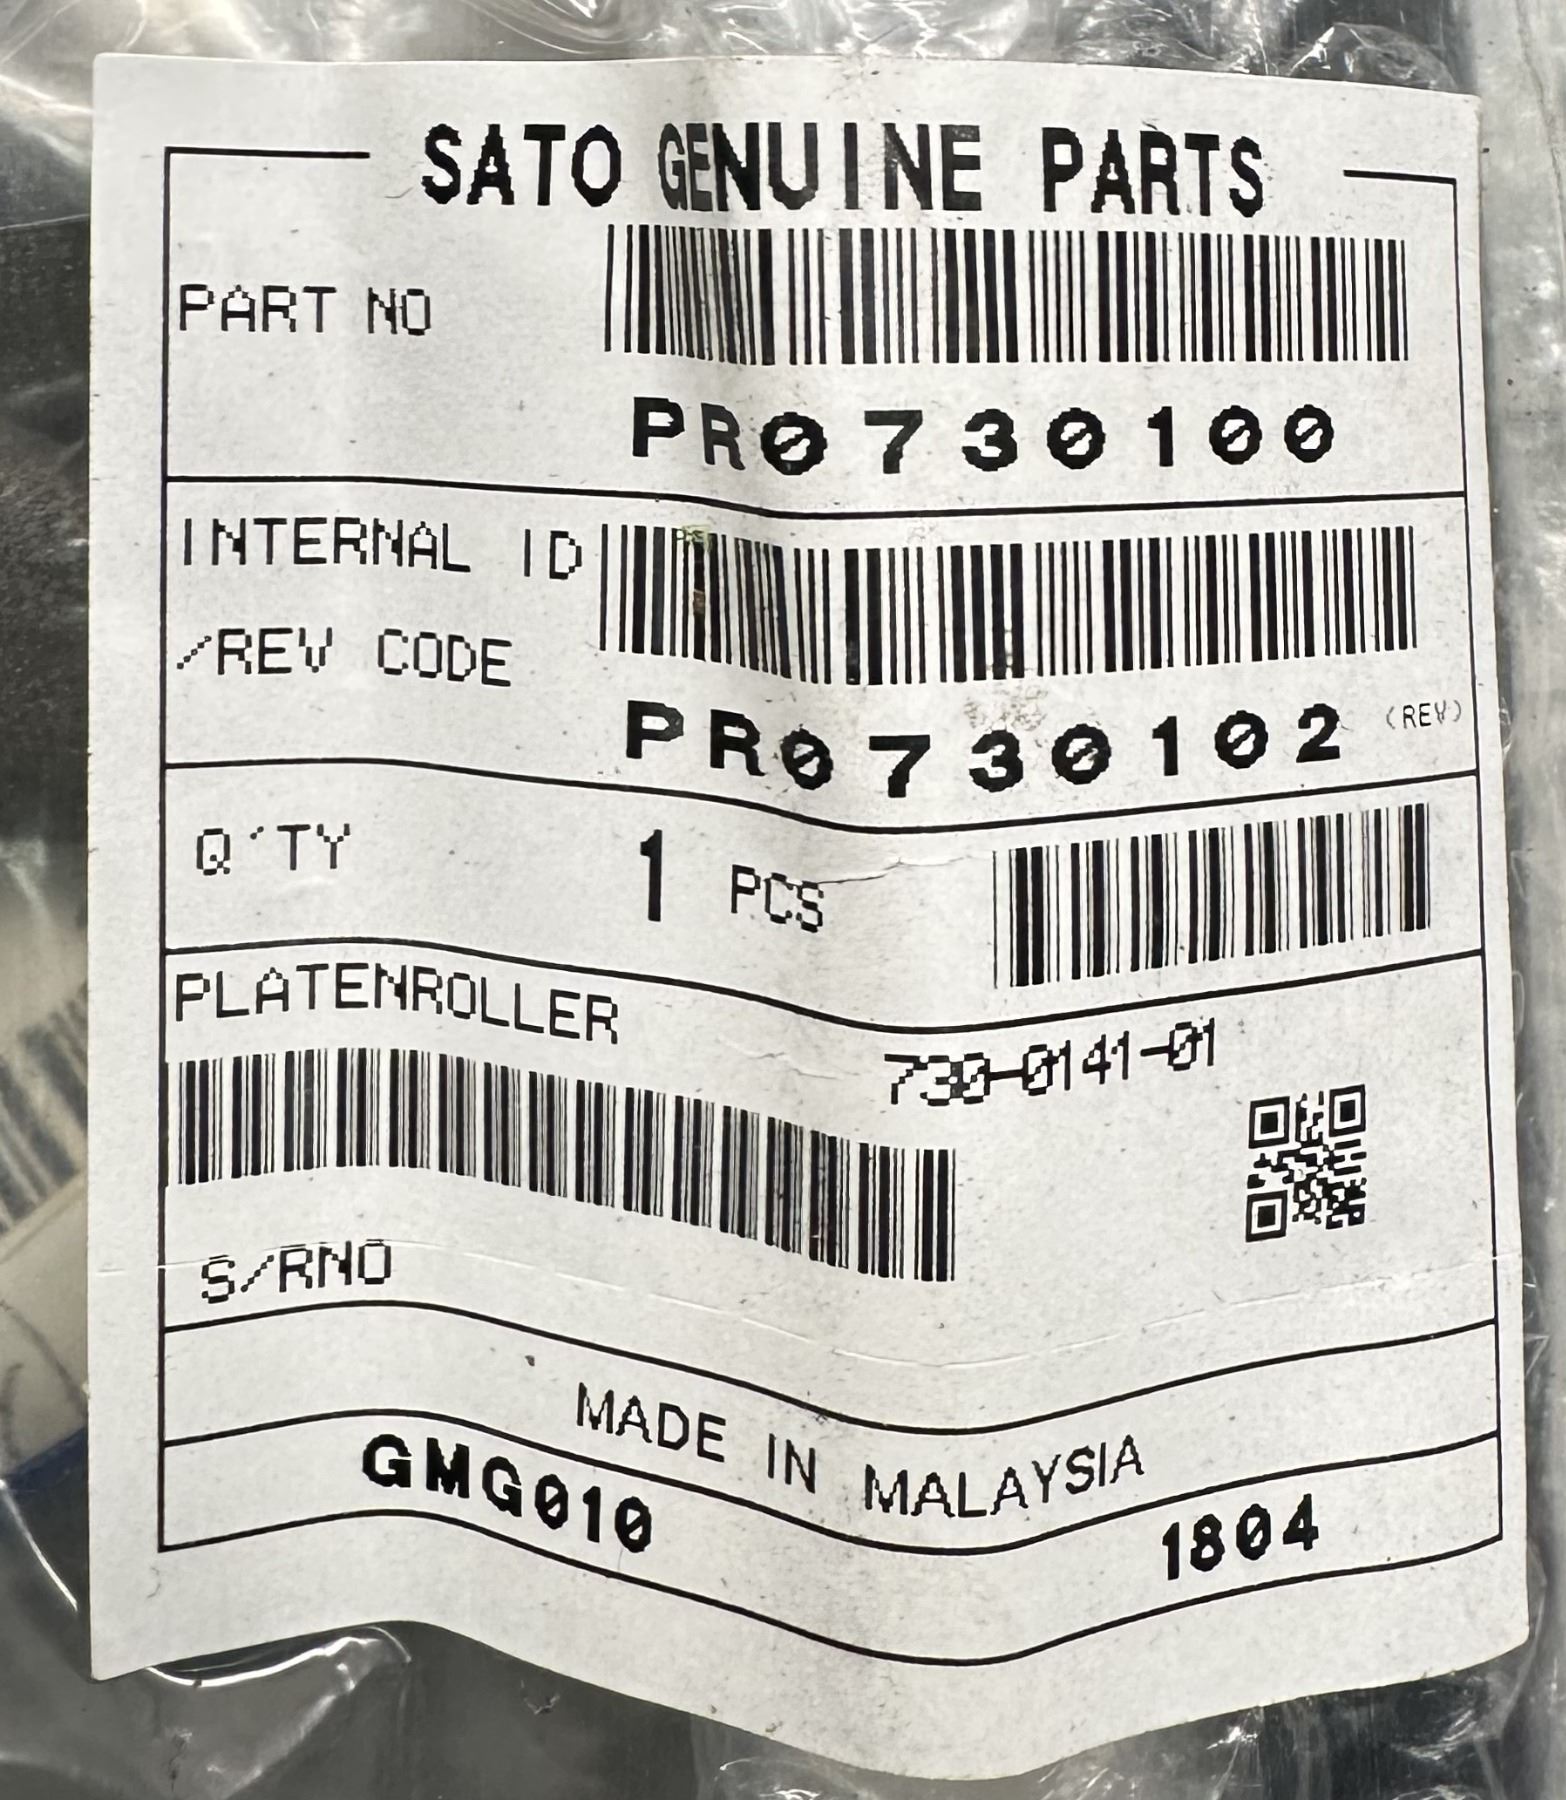 SATO GENUINE PARTS
PART NO
PR0730100
INTERNAL ID
/REV CODE
PR0730102 (REV)
Q'TY 1 PCS
PLATENROLLER
730-0141-01
S/RNO
MADE IN MALAYSIA
GMG010 1804